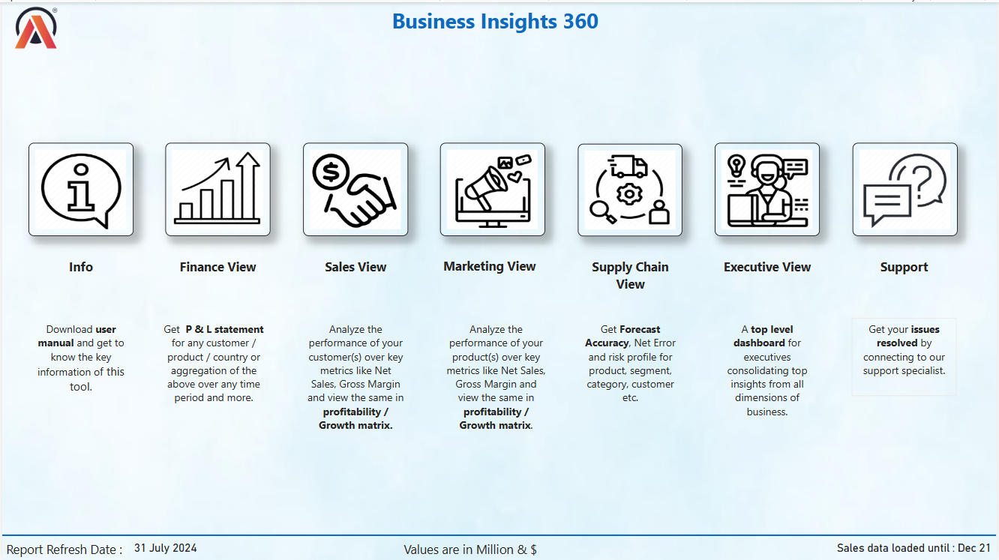 Business Insights 360
Info
Download user
manual and get to
know the key
information of this
tool.
Finance View
Get P & L statement
for any customer /
product / country or
aggregation of the
above over any time
period and more.
Sales View
Analyze the
performance of your
customer(s) over key
metrics like Net
Sales, Gross Margin
and view the same in
profitability /
Growth matrix.
Marketing View
Analyze the
performance of your
product(s) over key
metrics like Net Sales,
Gross Margin and
view the same in
profitability /
Growth matrix.
Supply Chain
View
Get Forecast
Accuracy, Net Error
and risk profile for
product, segment,
category, customer
etc.
Executive View
A top level
dashboard for
executives
consolidating top
insights from all
dimensions of
business.
Support
Get your issues
resolved by
connecting to our
support specialist.
Report Refresh Date : 31 July 2024
Values are in Million & $
Sales data loaded until : Dec 21